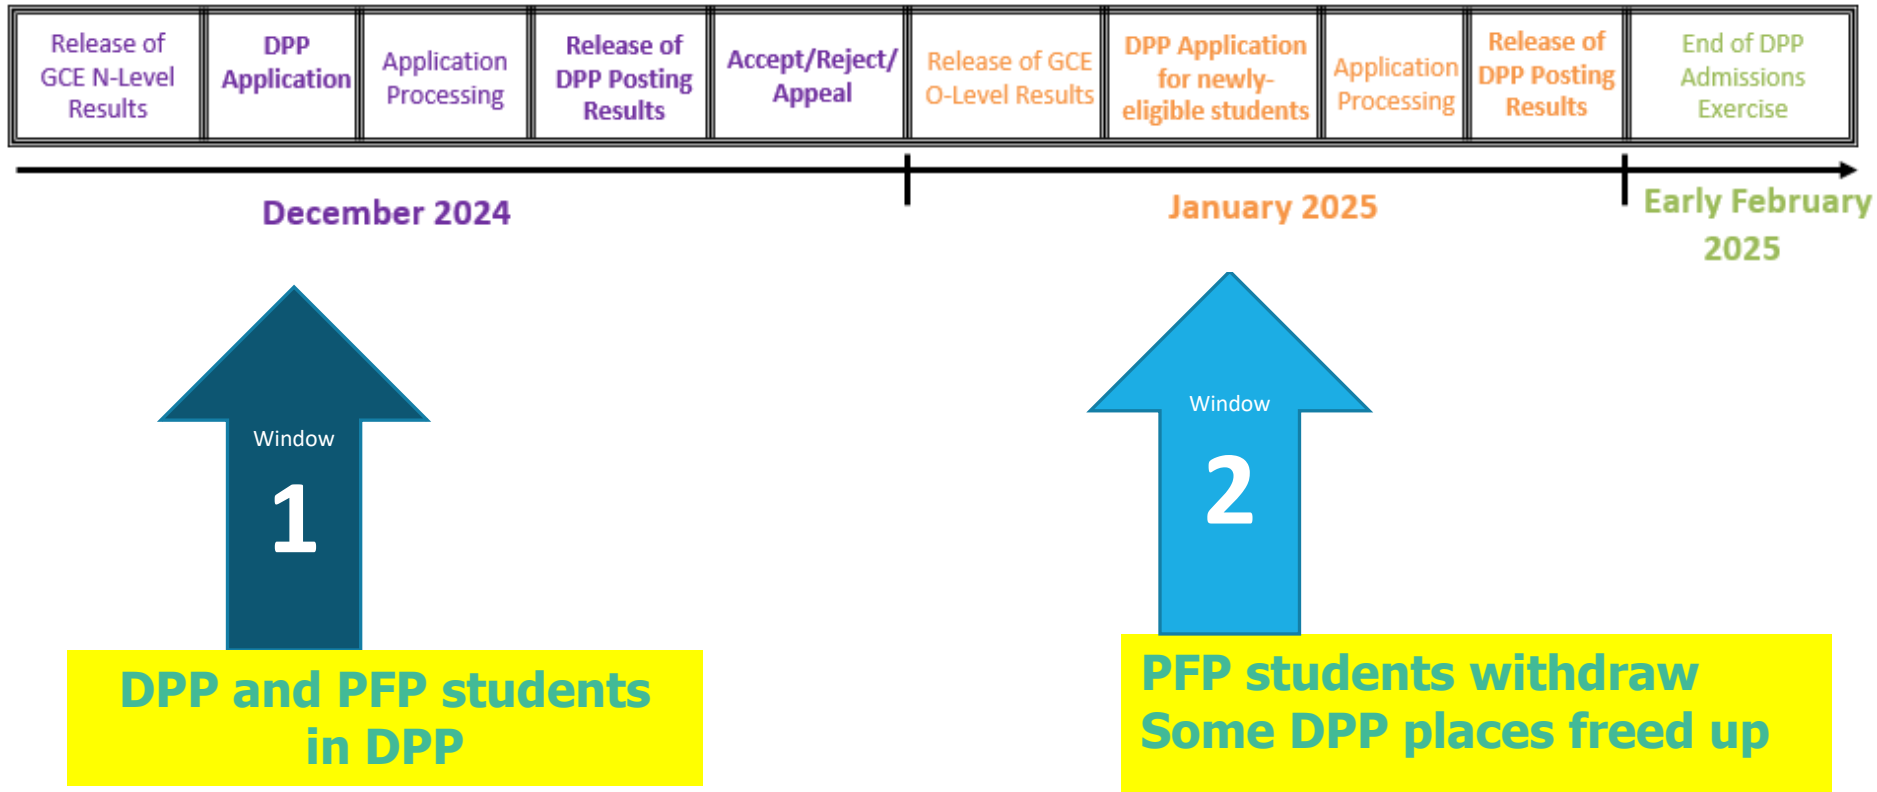 Release of
GCE N-Level
Results
DPP
Application
Application
Processing
Release of
DPP Posting
Results
Accept/Reject/
Appeal
Release of GCE
O-Level Results
DPP Application
for newly-
eligible students
Application
Processing
Release of
DPP Posting
Results
End of DPP
Admissions
Exercise
December 2024
January 2025
Early February
2025
Window
1
Window
2
DPP and PFP students
in DPP
PFP students withdraw
Some DPP places freed up